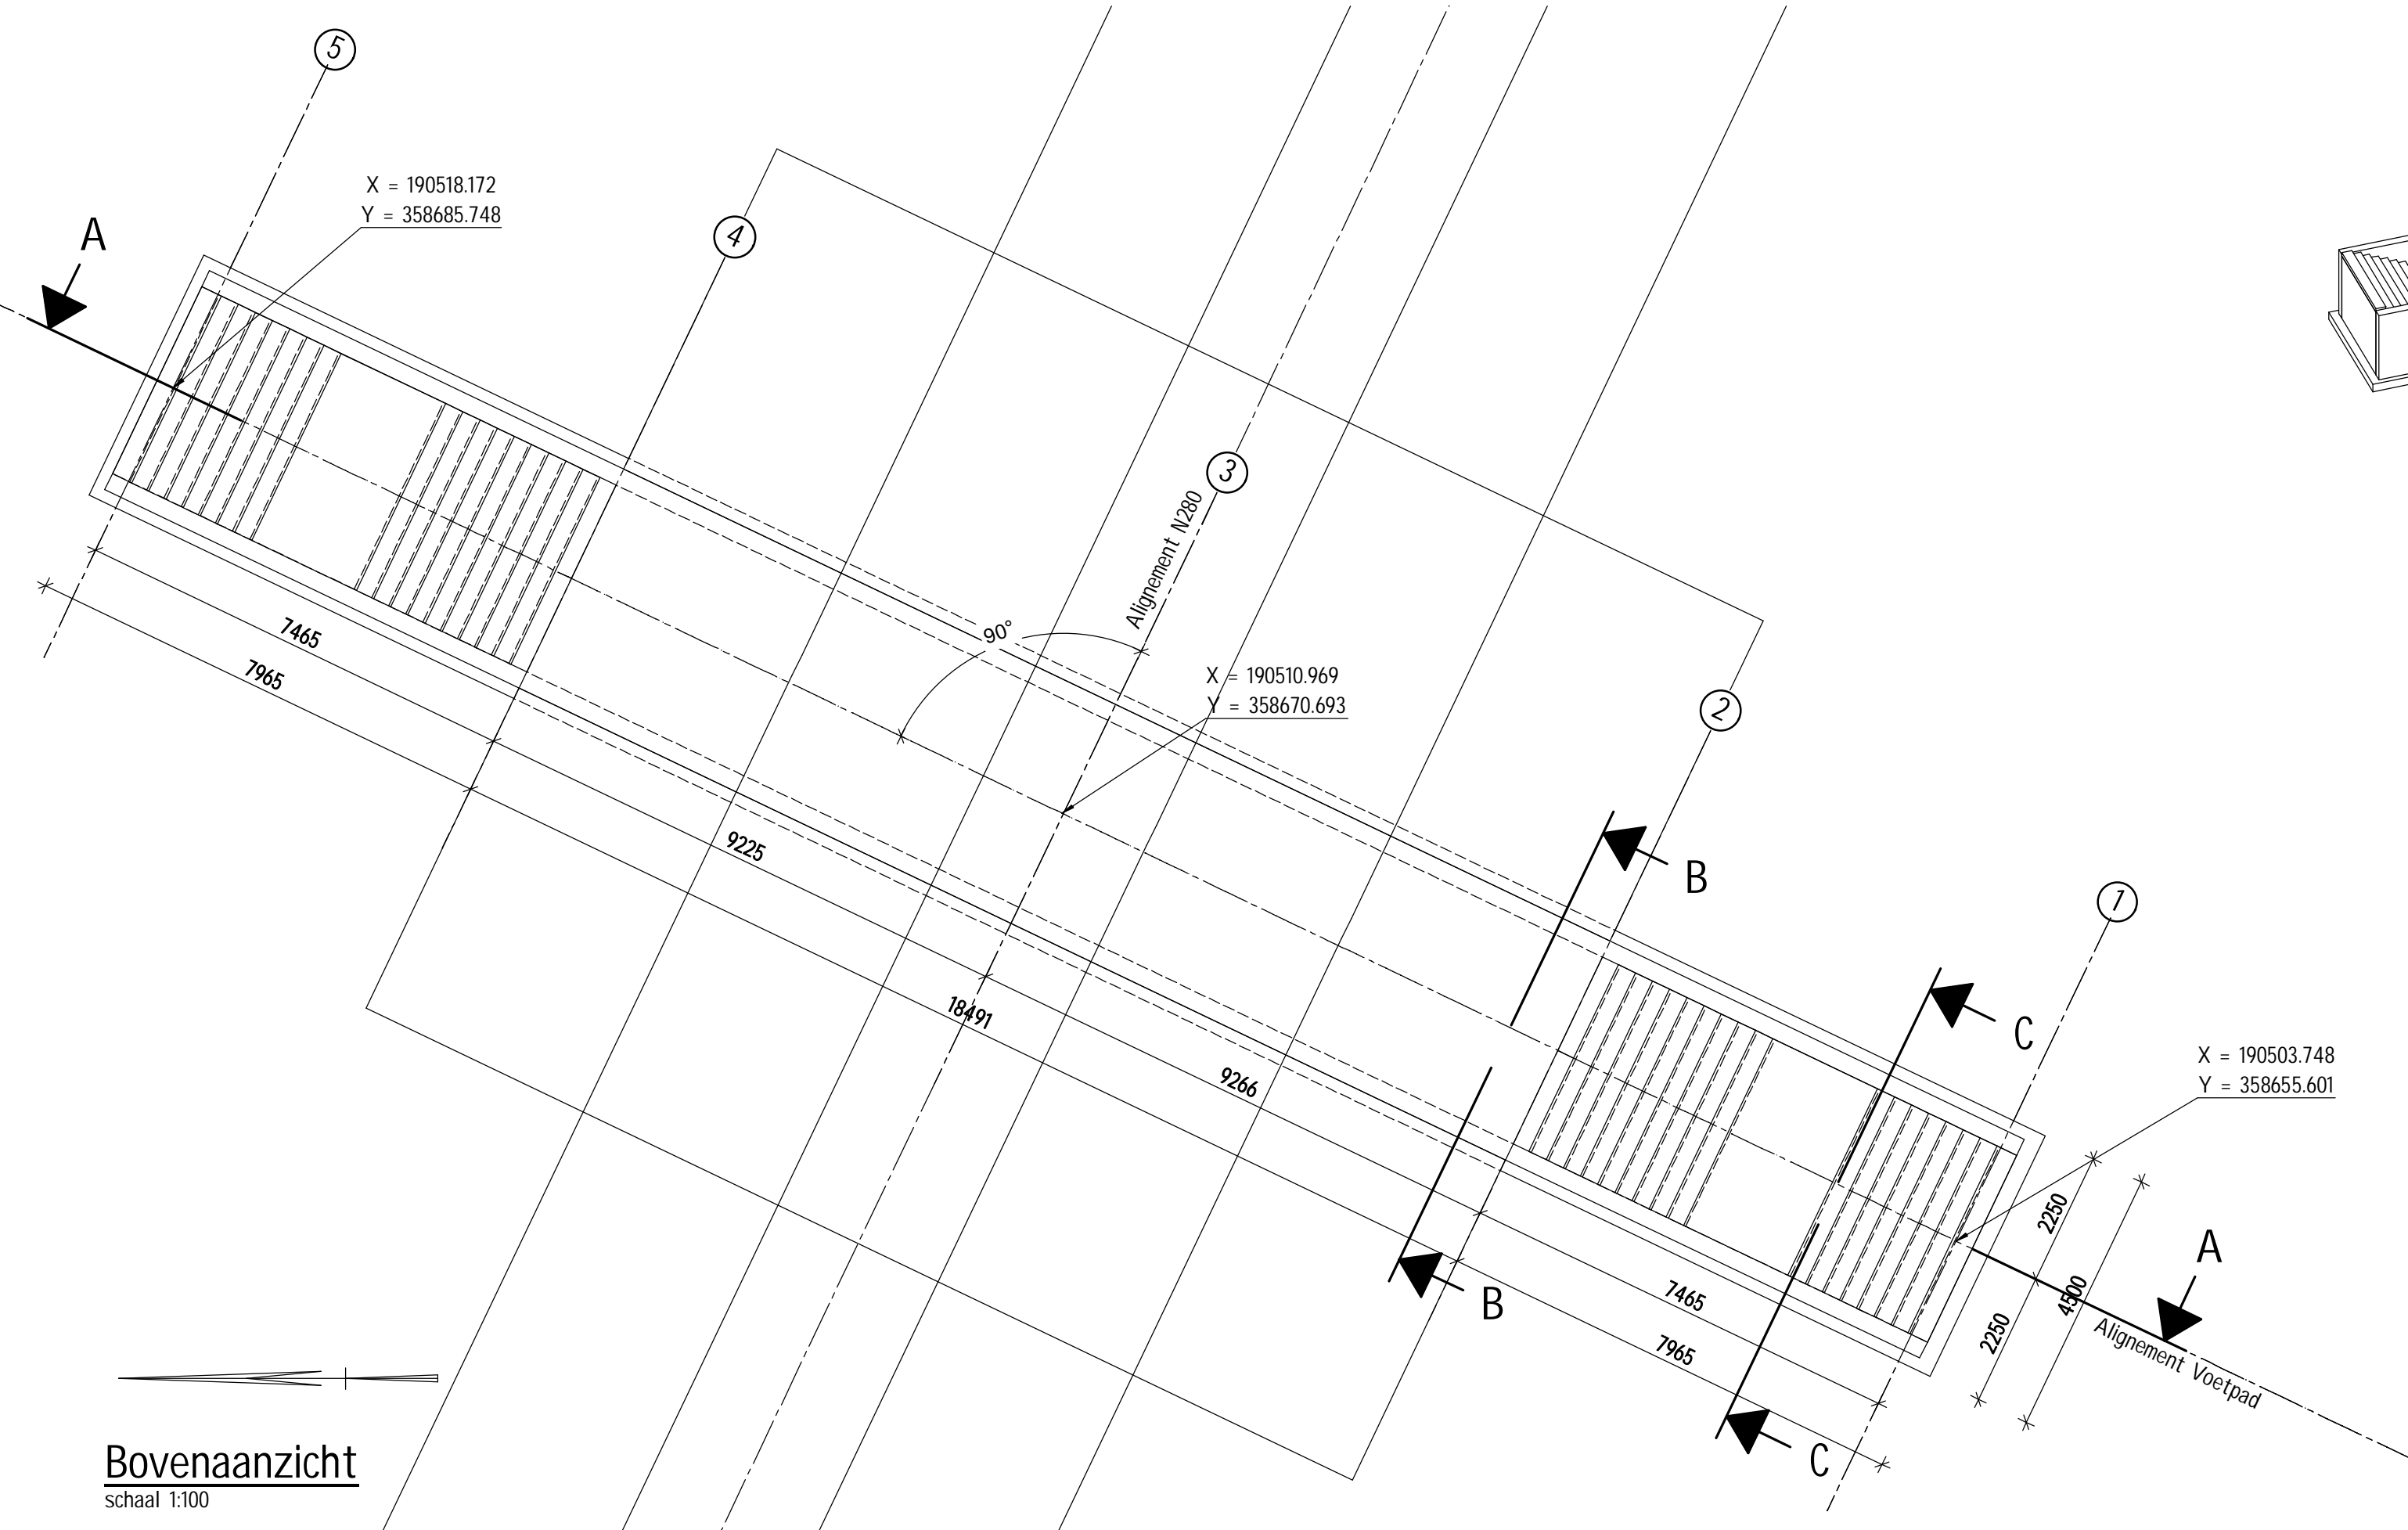 5
X = 190518.172
Y = 358685.748
A
4
3
Alignement N280
90°
X = 190510.969
Y = 358670.693
2
7465
7965
9225
B
1
18491
C
9266
X = 190503.748
Y = 358655.601
2250
A
4500
7465
B
2250
7965
Alignement Voetpad
C
Bovenaanzicht
schaal 1:100